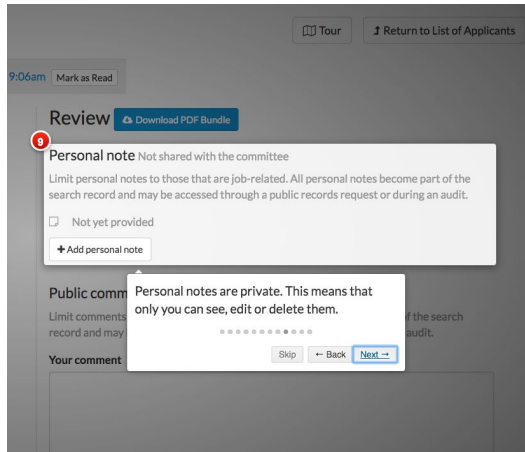 Tour
Return to List of Applicants
9:06am Mark as Read
Review Download PDF Bundle
9
Personal note Not shared with the committee
Limit personal notes to those that are job-related. All personal notes become part of the
search record and may be accessed through a public records request or during an audit.
Not yet provided
+ Add personal note
Personal notes are private. This means that
only you can see, edit or delete them.
Skip ← Back Next →
Public comm
Limit comments of the search
record and may audit.
Your comment